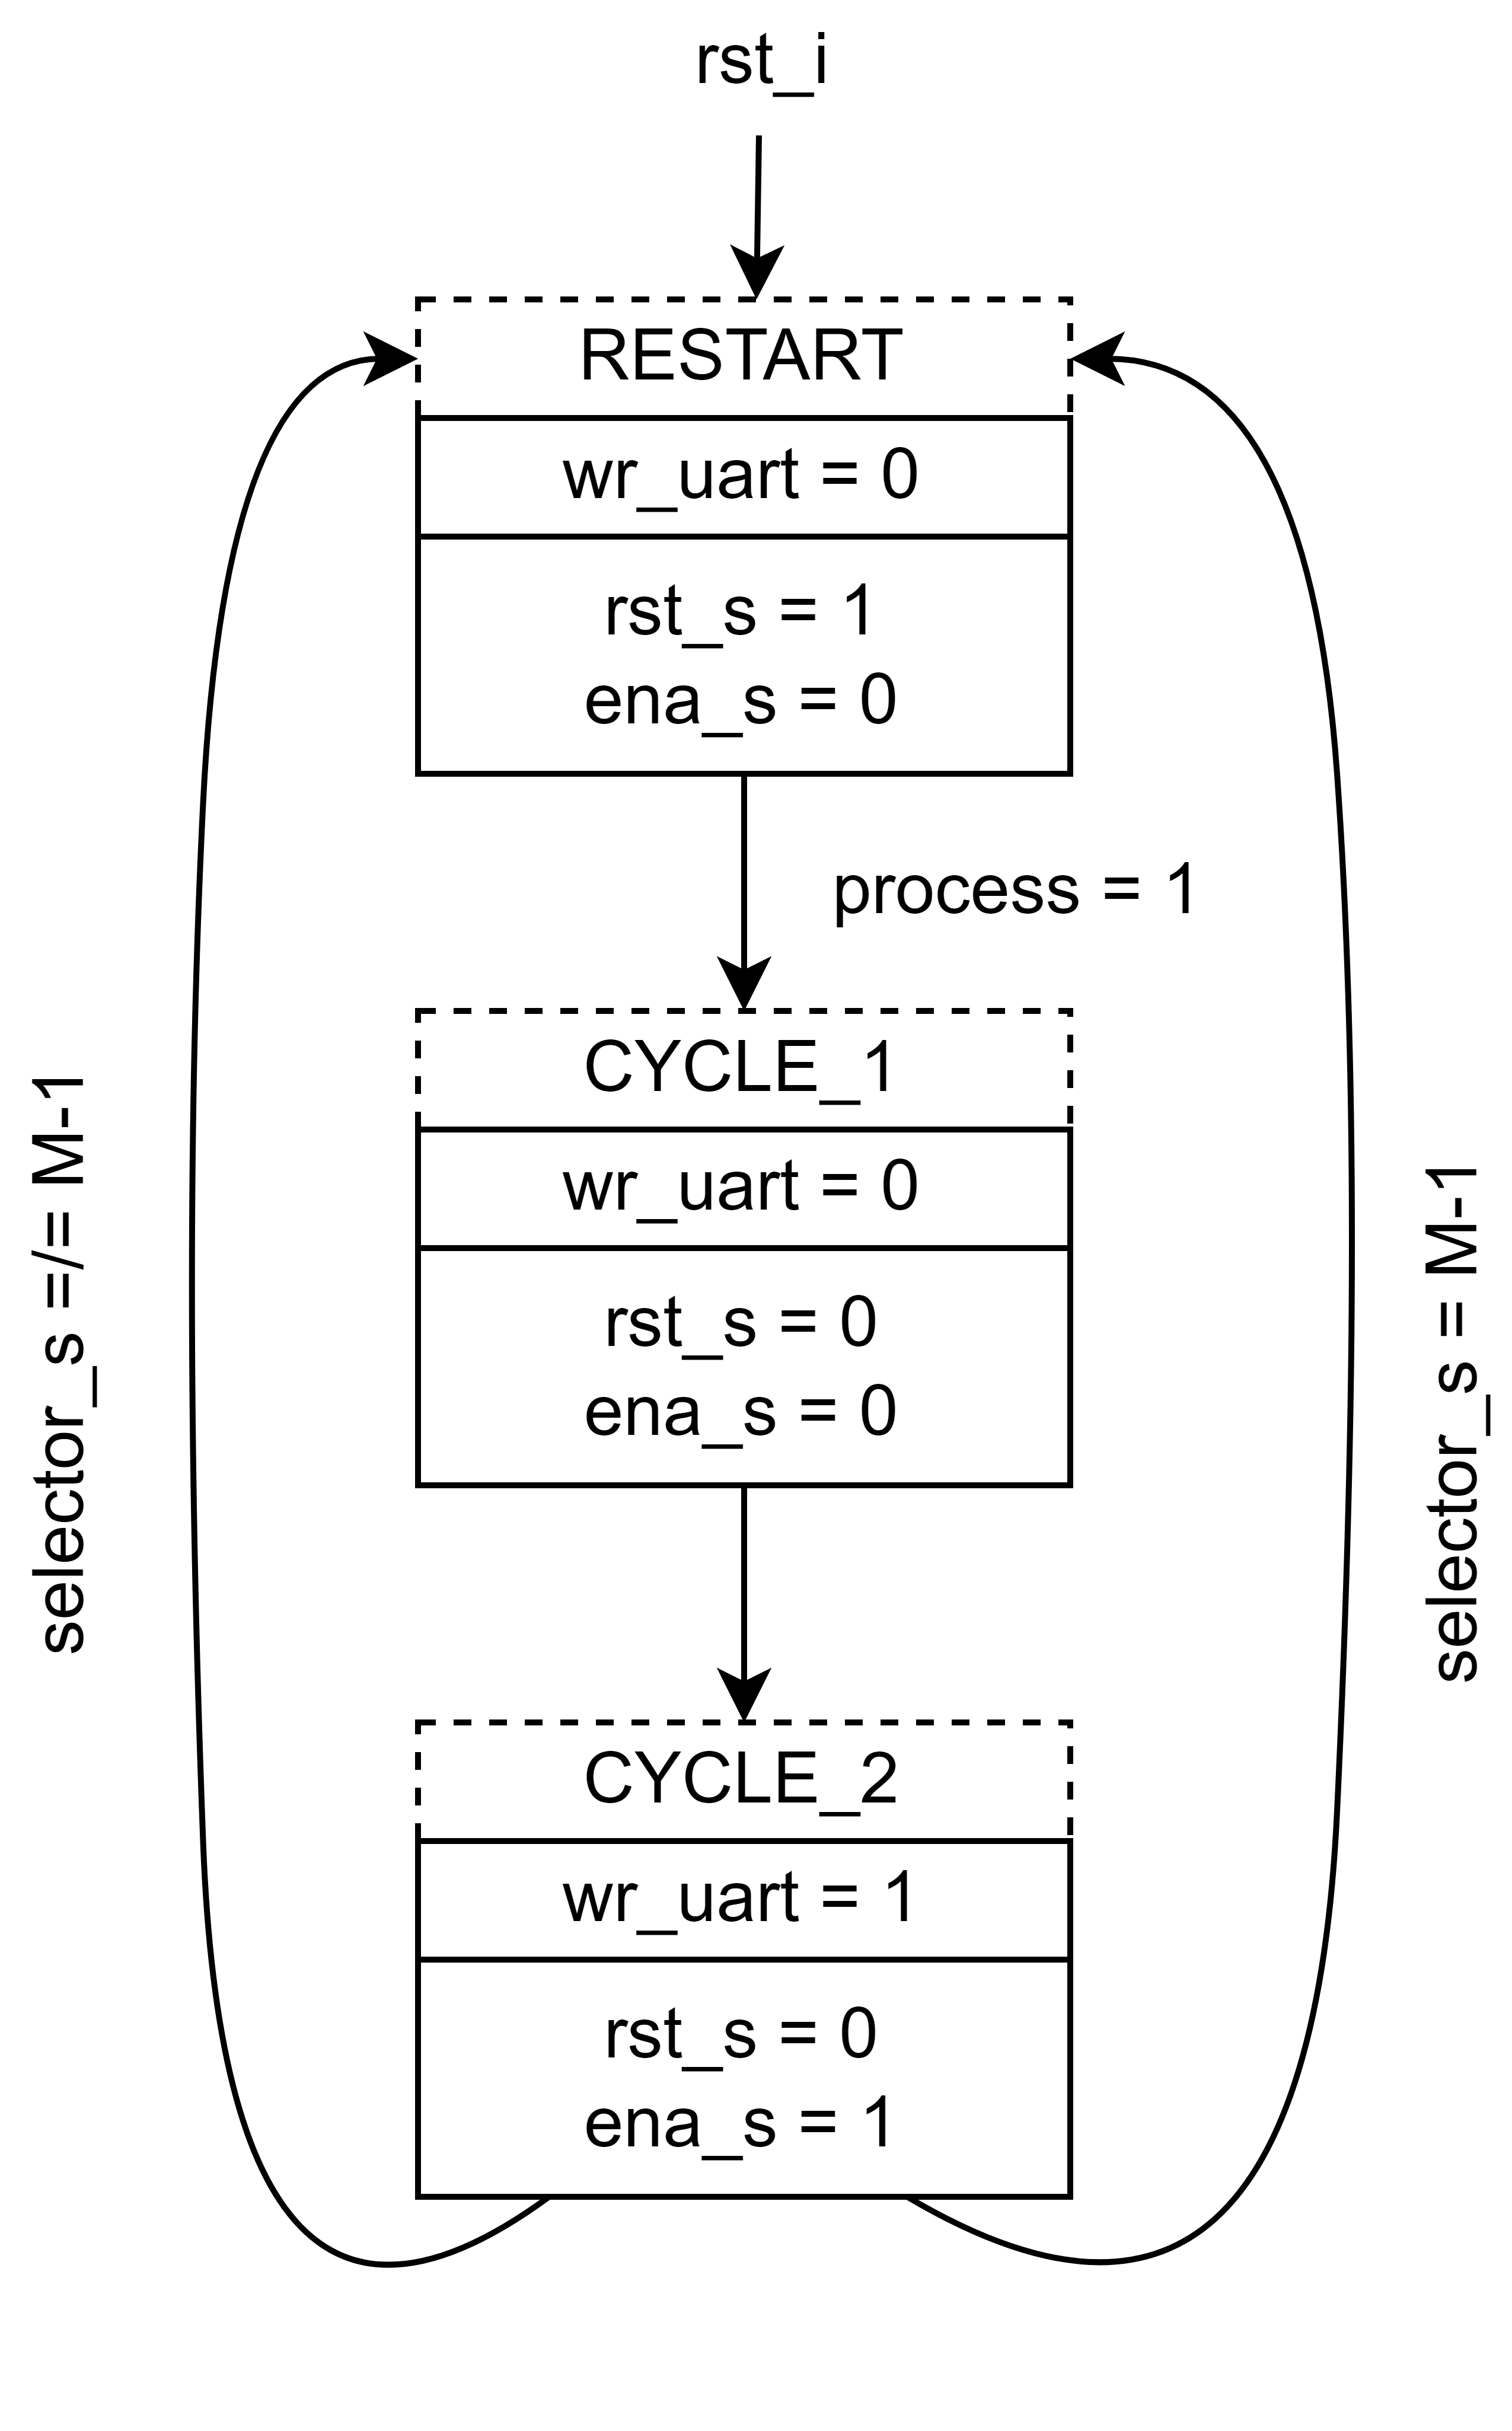 rst_i
RESTART
wr_uart = 0
rst_s = 1
ena_s = 0
process = 1
CYCLE_1
wr_uart = 0
rst_s = 0
ena_s = 0
selector_s =/= M-1
selector_s = M-1
CYCLE_2
wr_uart = 1
rst_s = 0
ena_s = 1